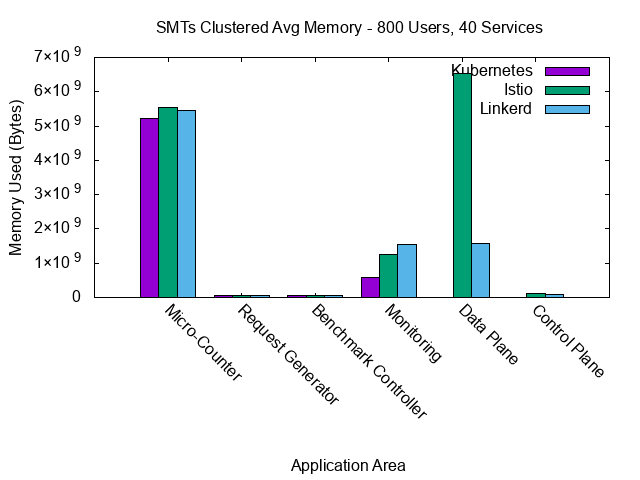 SMTs Clustered Avg Memory - 800 Users, 40 Services
7×10⁹
6×10⁹
5×10⁹
4×10⁹
3×10⁹
2×10⁹
1×10⁹
0
Memory Used (Bytes)
Kubernetes
Istio
Linkerd
Micro-Counter
Request Generator
Benchmark Controller
Monitoring
Data Plane
Control Plane
Application Area